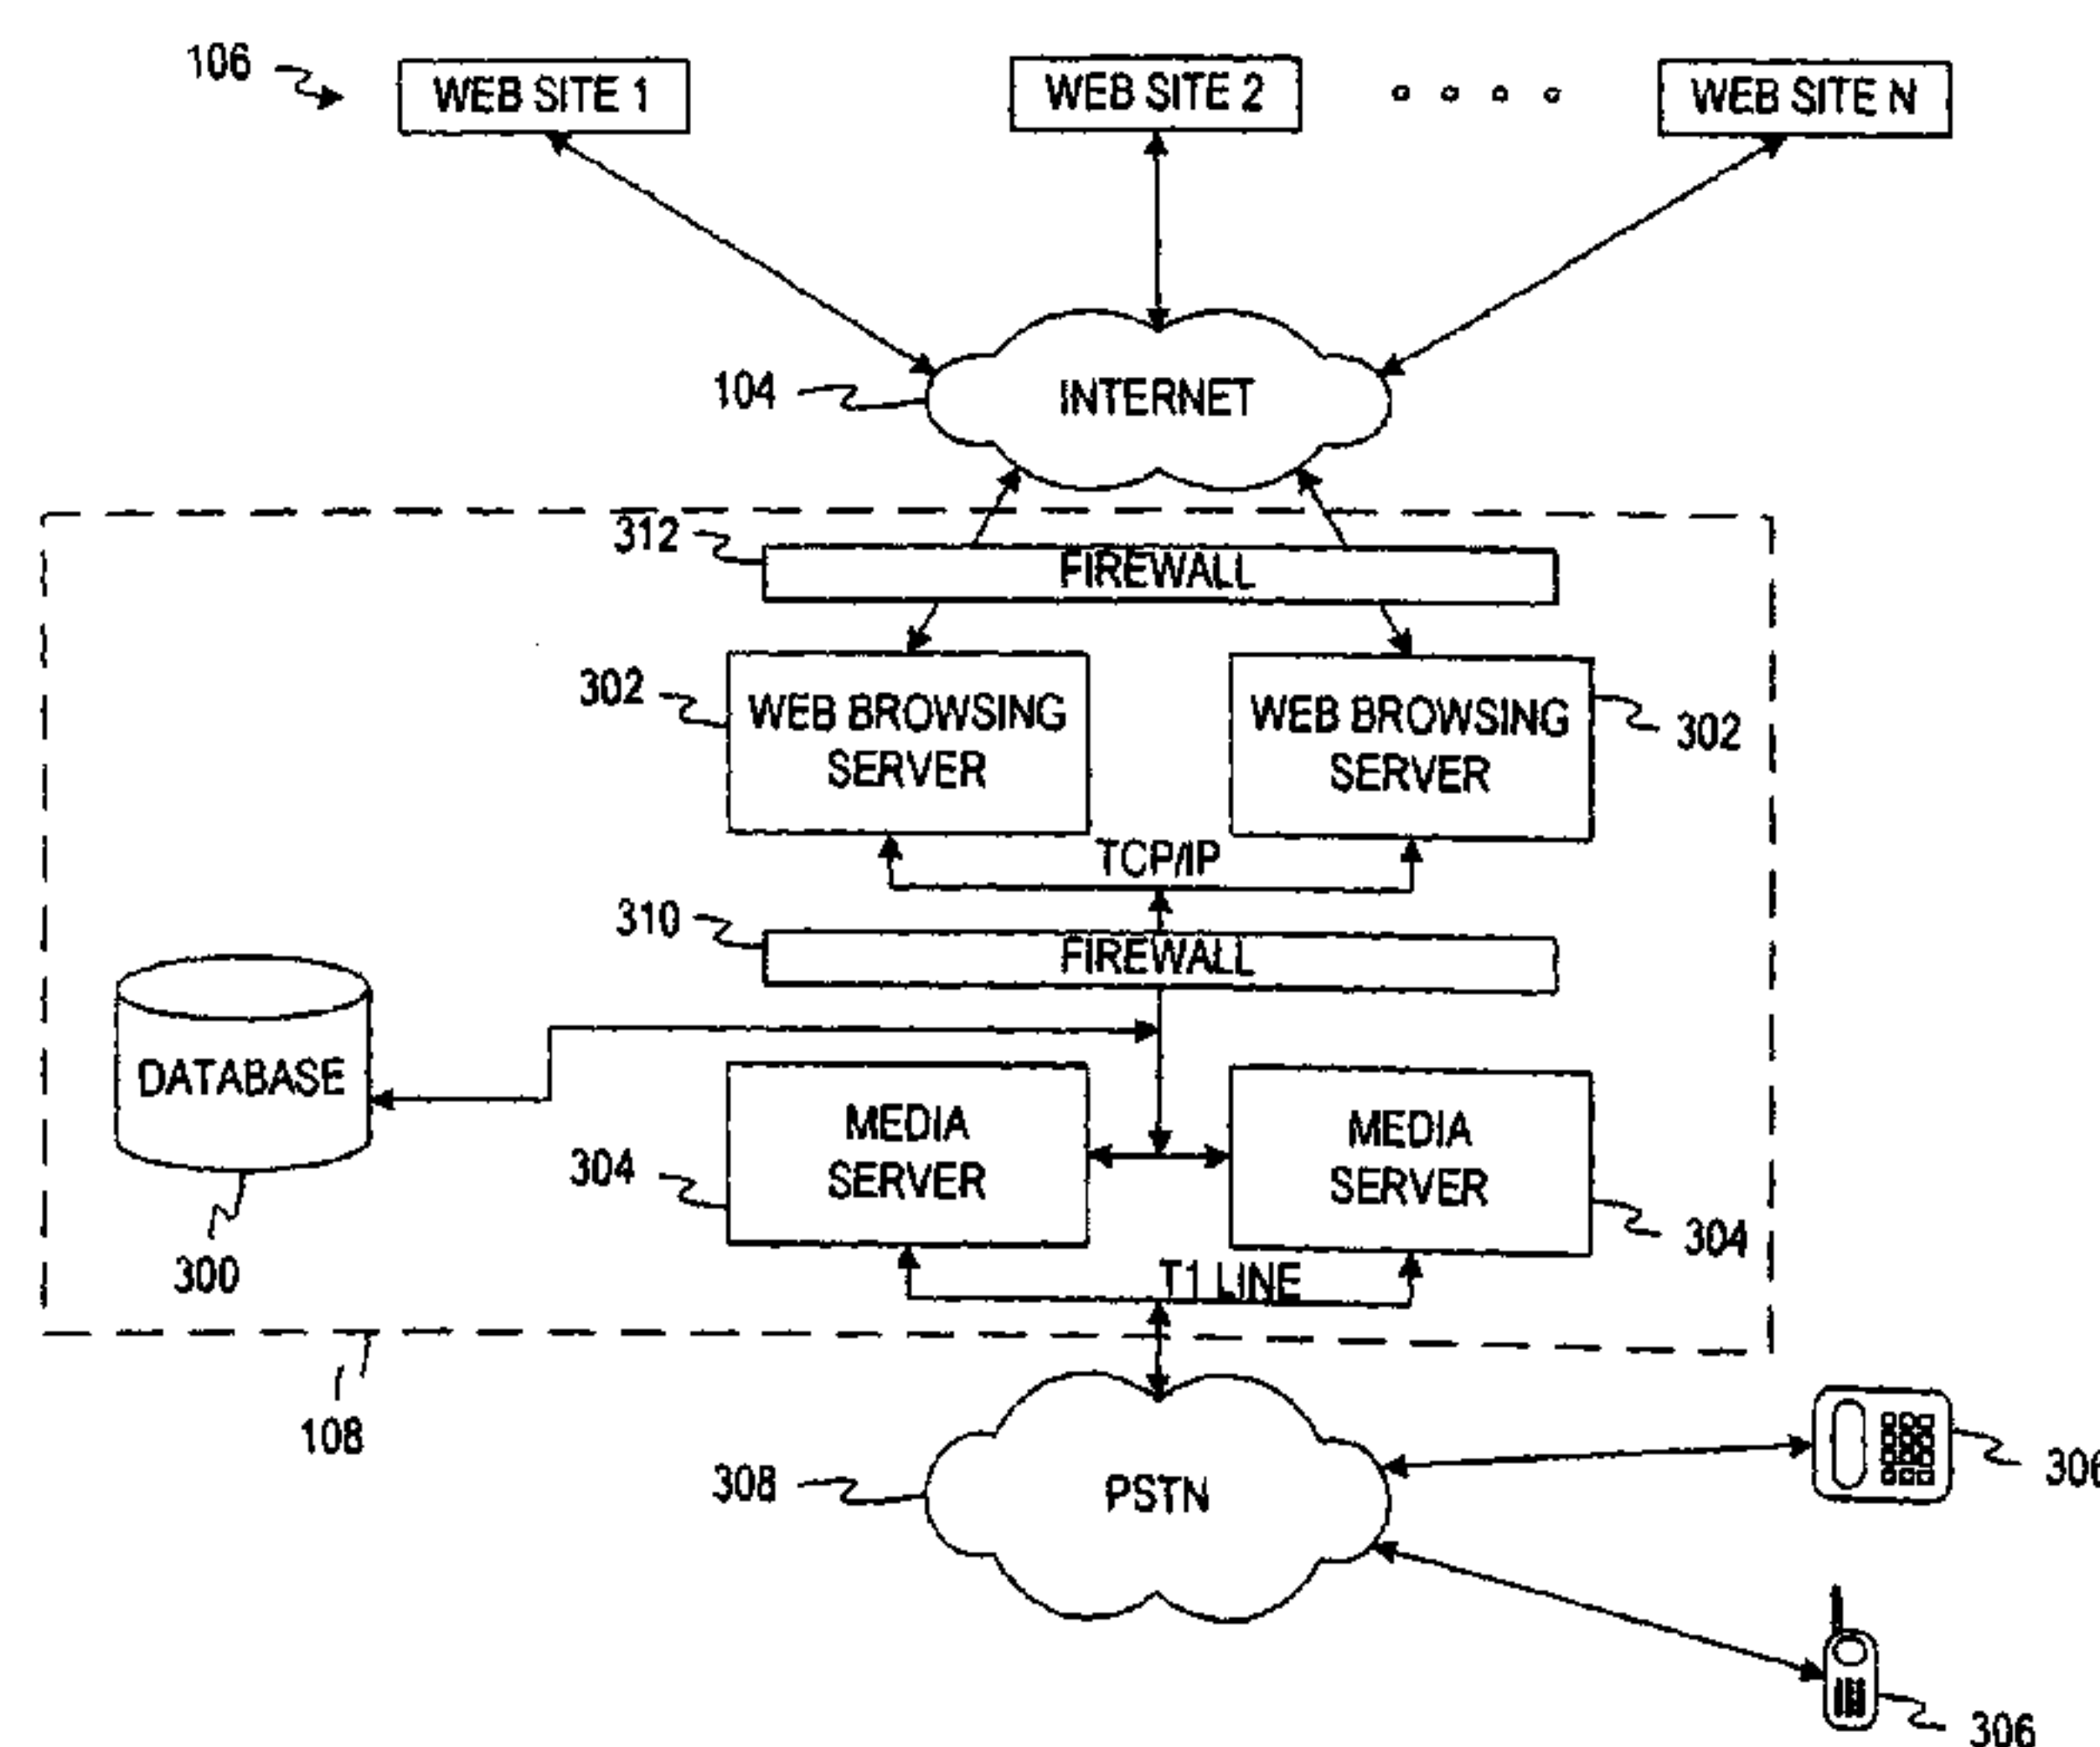 106
WEB SITE 1
WEB SITE 2
WEB SITE N
104
INTERNET
312
FIREWALL
302
WEB BROWSING
SERVER
WEB BROWSING
SERVER
302
TCP/IP
310
FIREWALL
DATABASE
300
304
MEDIA
SERVER
MEDIA
SERVER
304
T1 LINE
108
308
PSTN
306
306